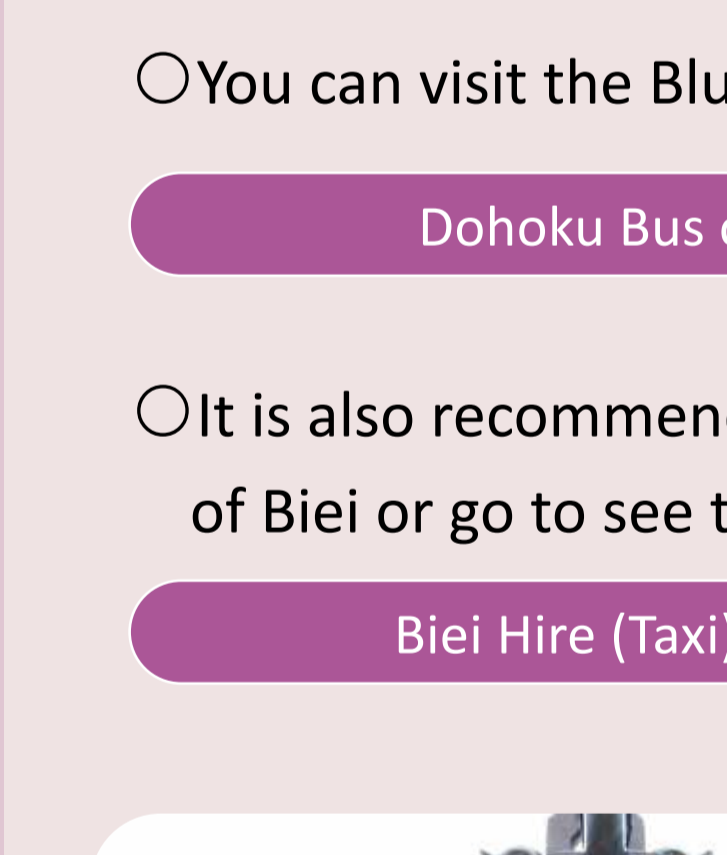 ○You can visit the Blu
Dohoku Bus
○It is also recommen
of Biei or go to see t
Biei Hire (Taxi)